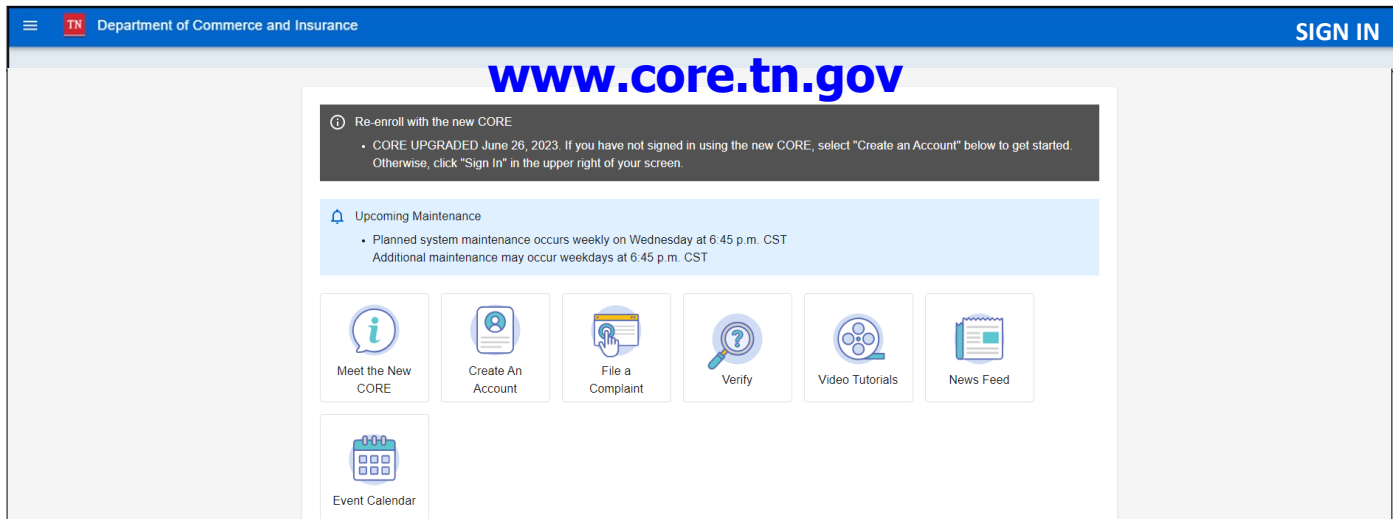 TN Department of Commerce and Insurance
SIGN IN
www.core.tn.gov
Re-enroll with the new CORE
• CORE UPGRADED June 26, 2023. If you have not signed in using the new CORE, select "Create an Account" below to get started.
Otherwise, click "Sign In" in the upper right of your screen.
Upcoming Maintenance
• Planned system maintenance occurs weekly on Wednesday at 6:45 p.m. CST
Additional maintenance may occur weekdays at 6:45 p.m. CST
Meet the New
CORE
Create An
Account
File a
Complaint
Verify
Video Tutorials
News Feed
Event Calendar